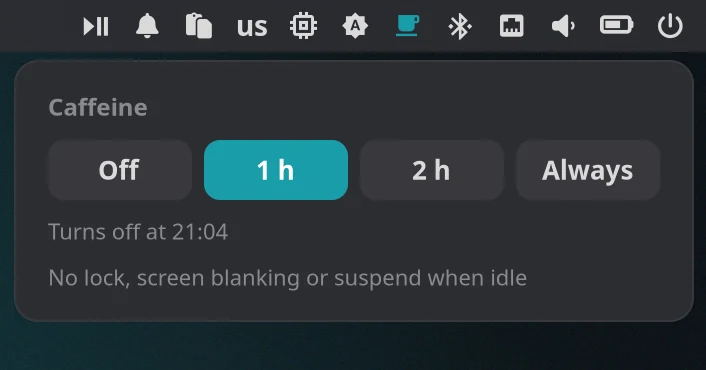 us
Caffeine
Off 1 h 2 h Always
Turns off at 21:04
No lock, screen blanking or suspend when idle